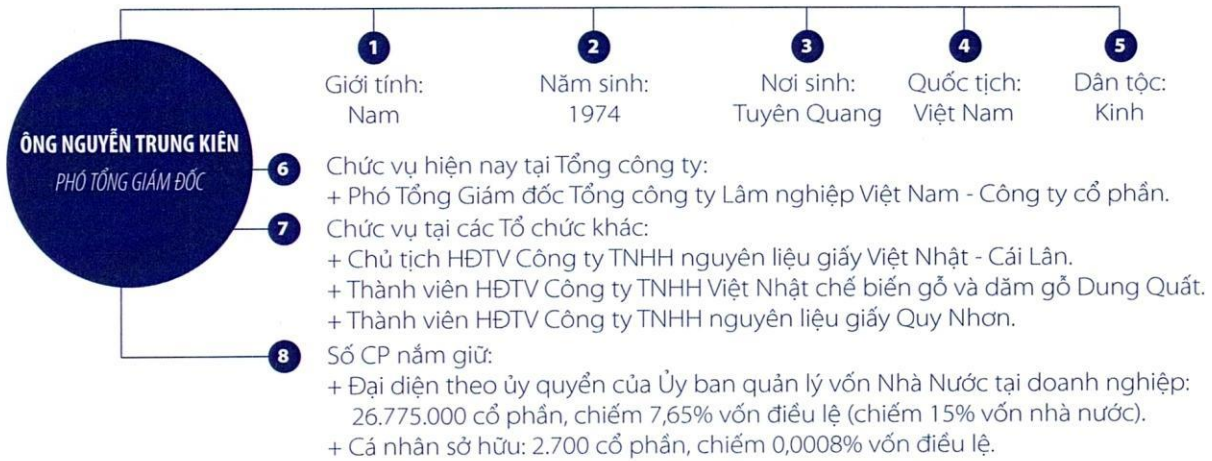 ÔNG NGUYỄN TRUNG KIÊN
PHÓ TỔNG GIÁM ĐỐC
1
Giới tính:
Nam
2
Năm sinh:
1974
3
Nơi sinh:
Tuyên Quang
4
Quốc tịch:
Việt Nam
5
Dân tộc:
Kinh
6
Chức vụ hiện nay tại Tổng công ty:
+ Phó Tổng Giám đốc Tổng công ty Lâm nghiệp Việt Nam - Công ty cổ phần.
7
Chức vụ tại các Tổ chức khác:
+ Chủ tịch HĐTV Công ty TNHH nguyên liệu giấy Việt Nhật - Cái Lân.
+ Thành viên HĐTV Công ty TNHH Việt Nhật chế biến gỗ và dăm gỗ Dung Quất.
+ Thành viên HĐTV Công ty TNHH nguyên liệu giấy Quy Nhơn.
8
Số CP nắm giữ:
+ Đại diện theo ủy quyển của Ủy ban quản lý vốn Nhà Nước tại doanh nghiệp:
26.775.000 cổ phần, chiếm 7,65% vốn điều lệ (chiếm 15% vốn nhà nước).
+ Cá nhân sở hữu: 2.700 cổ phần, chiếm 0,0008% vốn điều lệ.